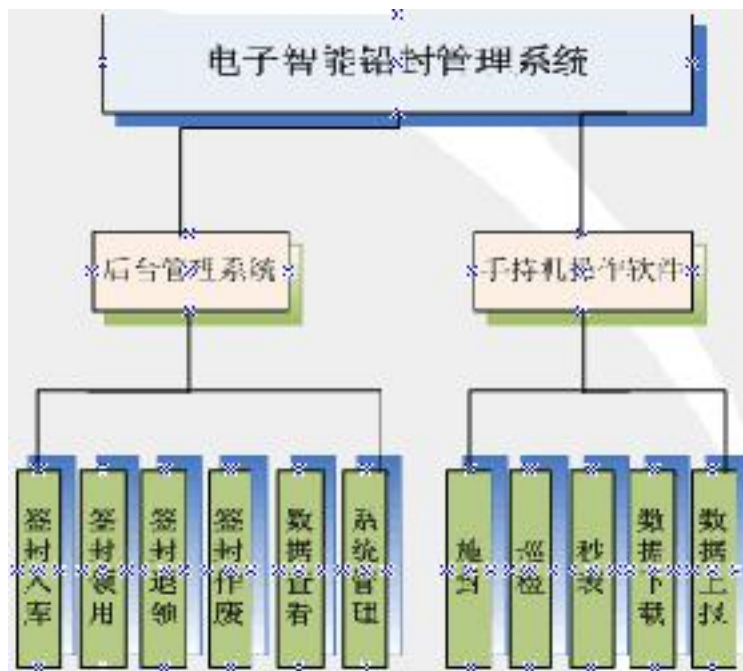 电子智能铅封管理系统
后台管理系统
手持机操作软件
签封入库
签封领用
签封退领
签封作废
数据查看
系统管理
施封
巡检
秒表
数据下载
数据上报